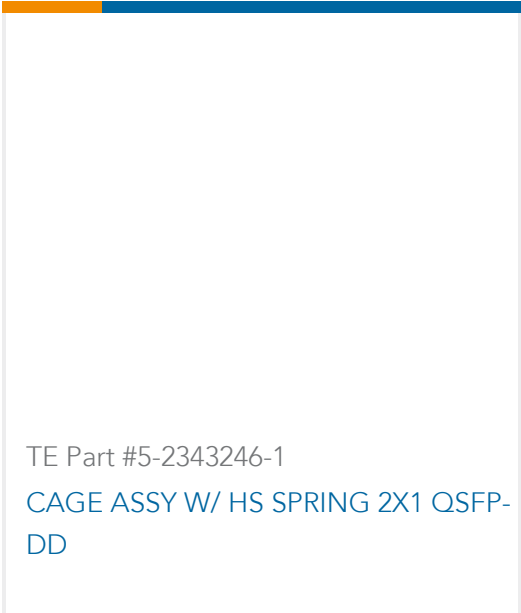 TE Part #5-2343246-1
CAGE ASSY W/ HS SPRING 2X1 QSFP-
DD